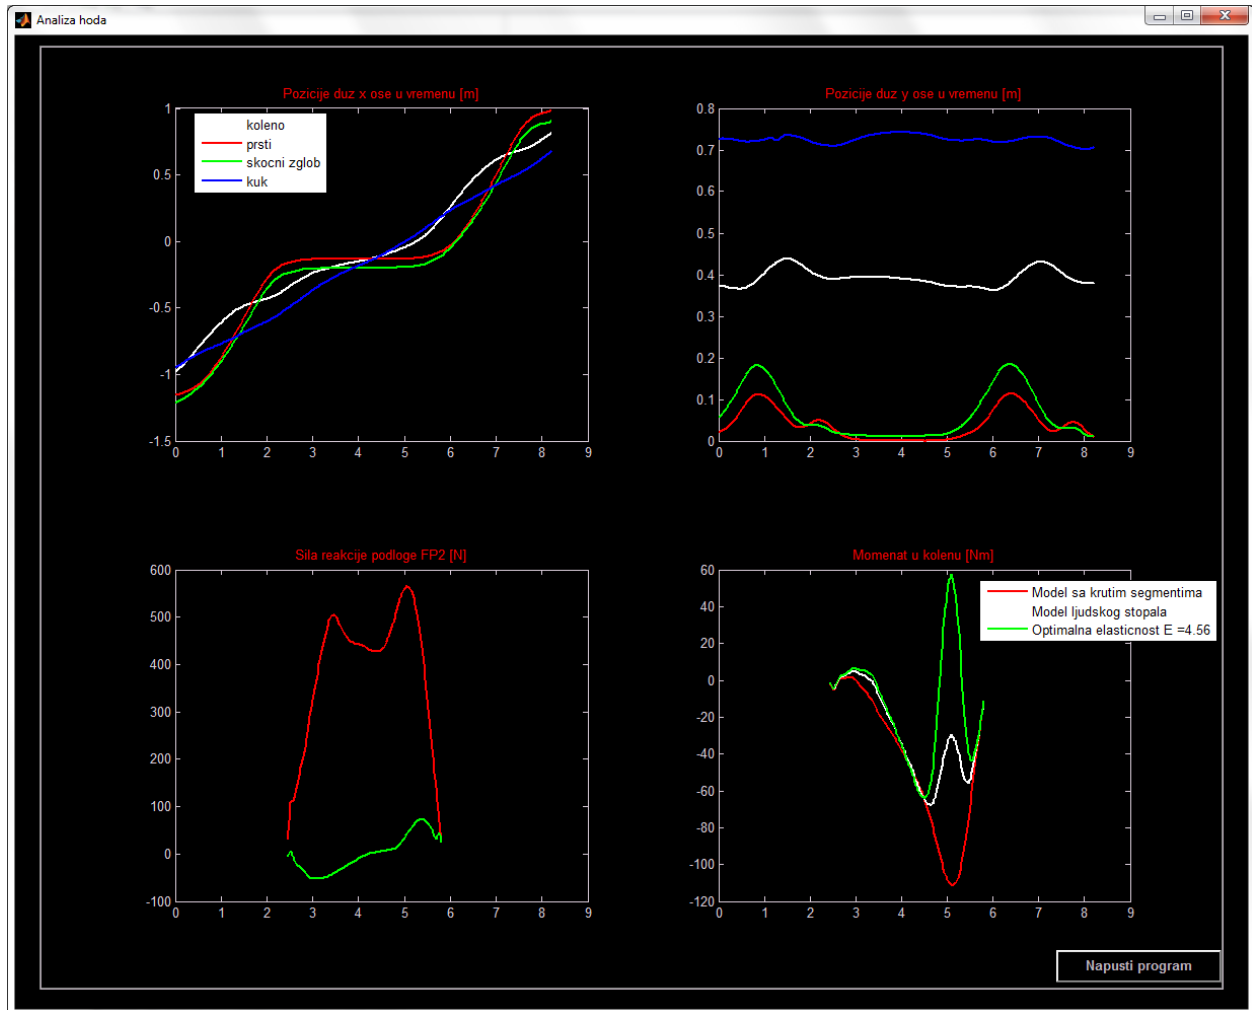 Analiza hoda
Pozicije duz x ose u vremenu [m]
1
0.5
0
-0.5
-1
-1.5
0 1 2 3 4 5 6 7 8 9
koleno
prsti
skocni zglob
kuk
Pozicije duz y ose u vremenu [m]
0.8
0.7
0.6
0.5
0.4
0.3
0.2
0.1
0
0 1 2 3 4 5 6 7 8 9
Sila reakcije podloge FP2 [N]
600
500
400
300
200
100
0
-100
0 1 2 3 4 5 6 7 8 9
Momenat u kolenu [Nm]
60
40
20
0
-20
-40
-60
-80
-100
-120
0 1 2 3 4 5 6 7 8 9
Model sa krutim segmentima
Model ljudskog stopala
Optimalna elasticnost E =4.56
Napusti program